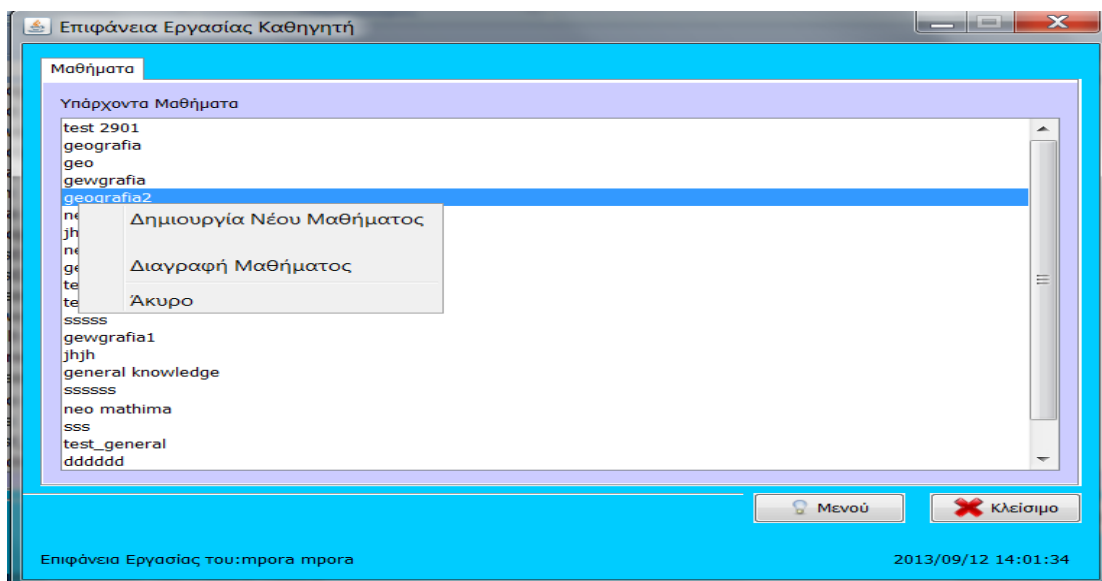 Επιφάνεια Εργασίας Καθηγητή
Μαθήματα
Υπάρχοντα Μαθήματα
test 2901
geografia
geo
gewgrafia
geografia2
Δημιουργία Νέου Μαθήματος
Διαγραφή Μαθήματος
Άκυρο
sssss
gewgrafia1
jhjh
general knowledge
ssssss
neo mathima
sss
test_general
dddddd
Μενού
Κλείσιμο
Επιφάνεια Εργασίας του:mpora mpora
2013/09/12 14:01:34